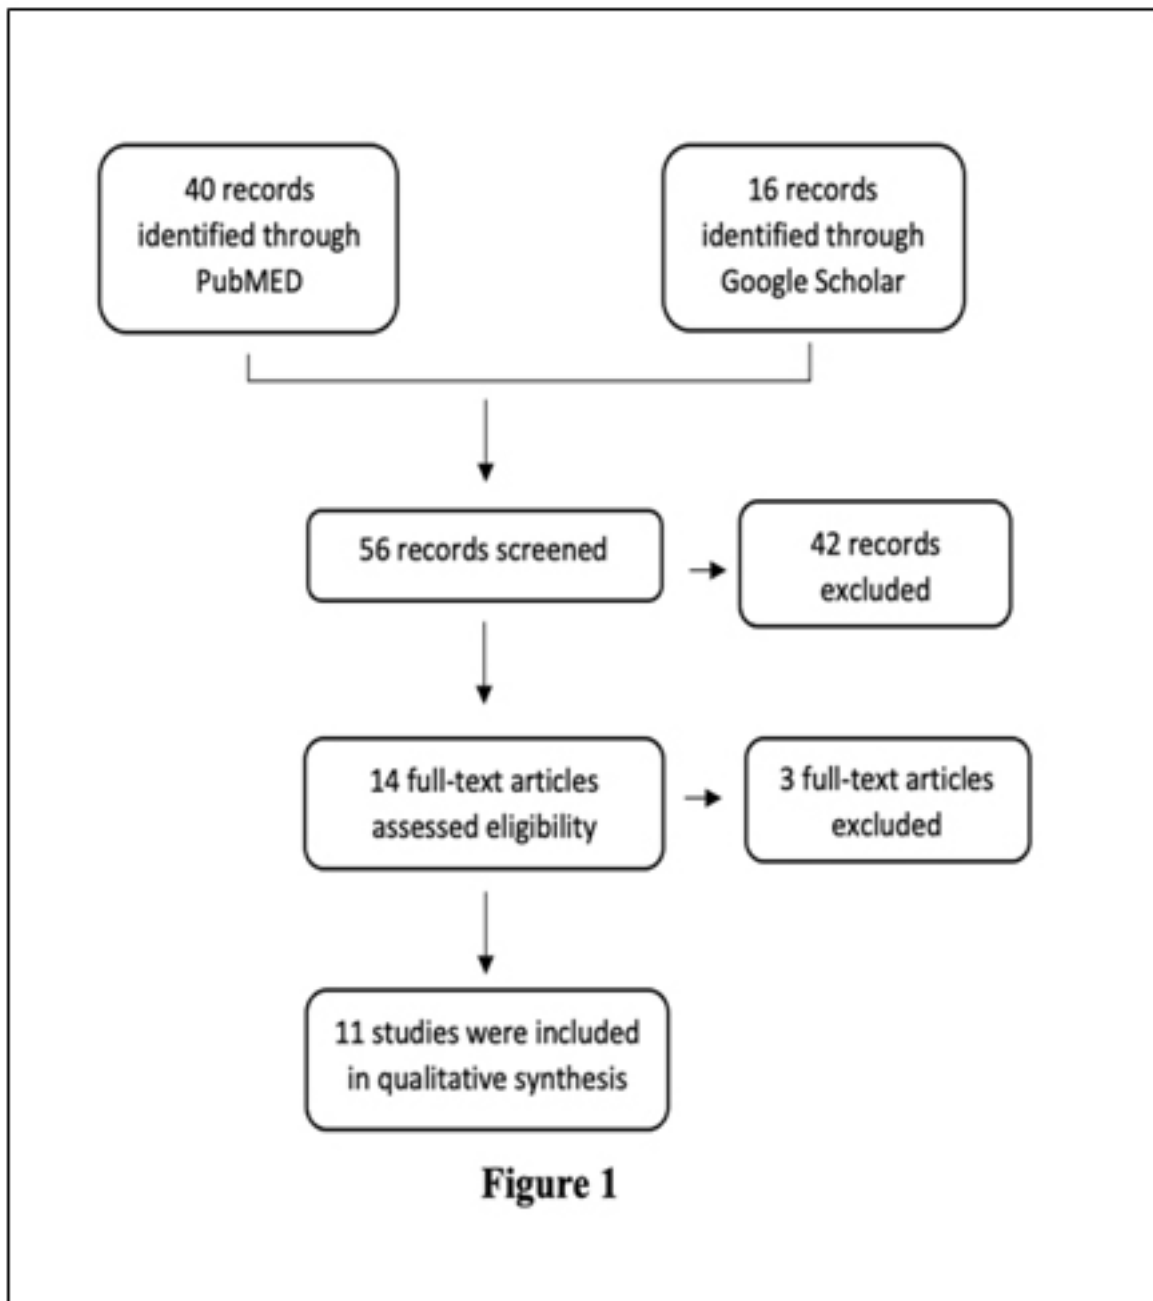 40 records
identified through
PubMED
16 records
identified through
Google Scholar
56 records screened
42 records
excluded
14 full-text articles
assessed eligibility
3 full-text articles
excluded
11 studies were included
in qualitative synthesis
Figure 1